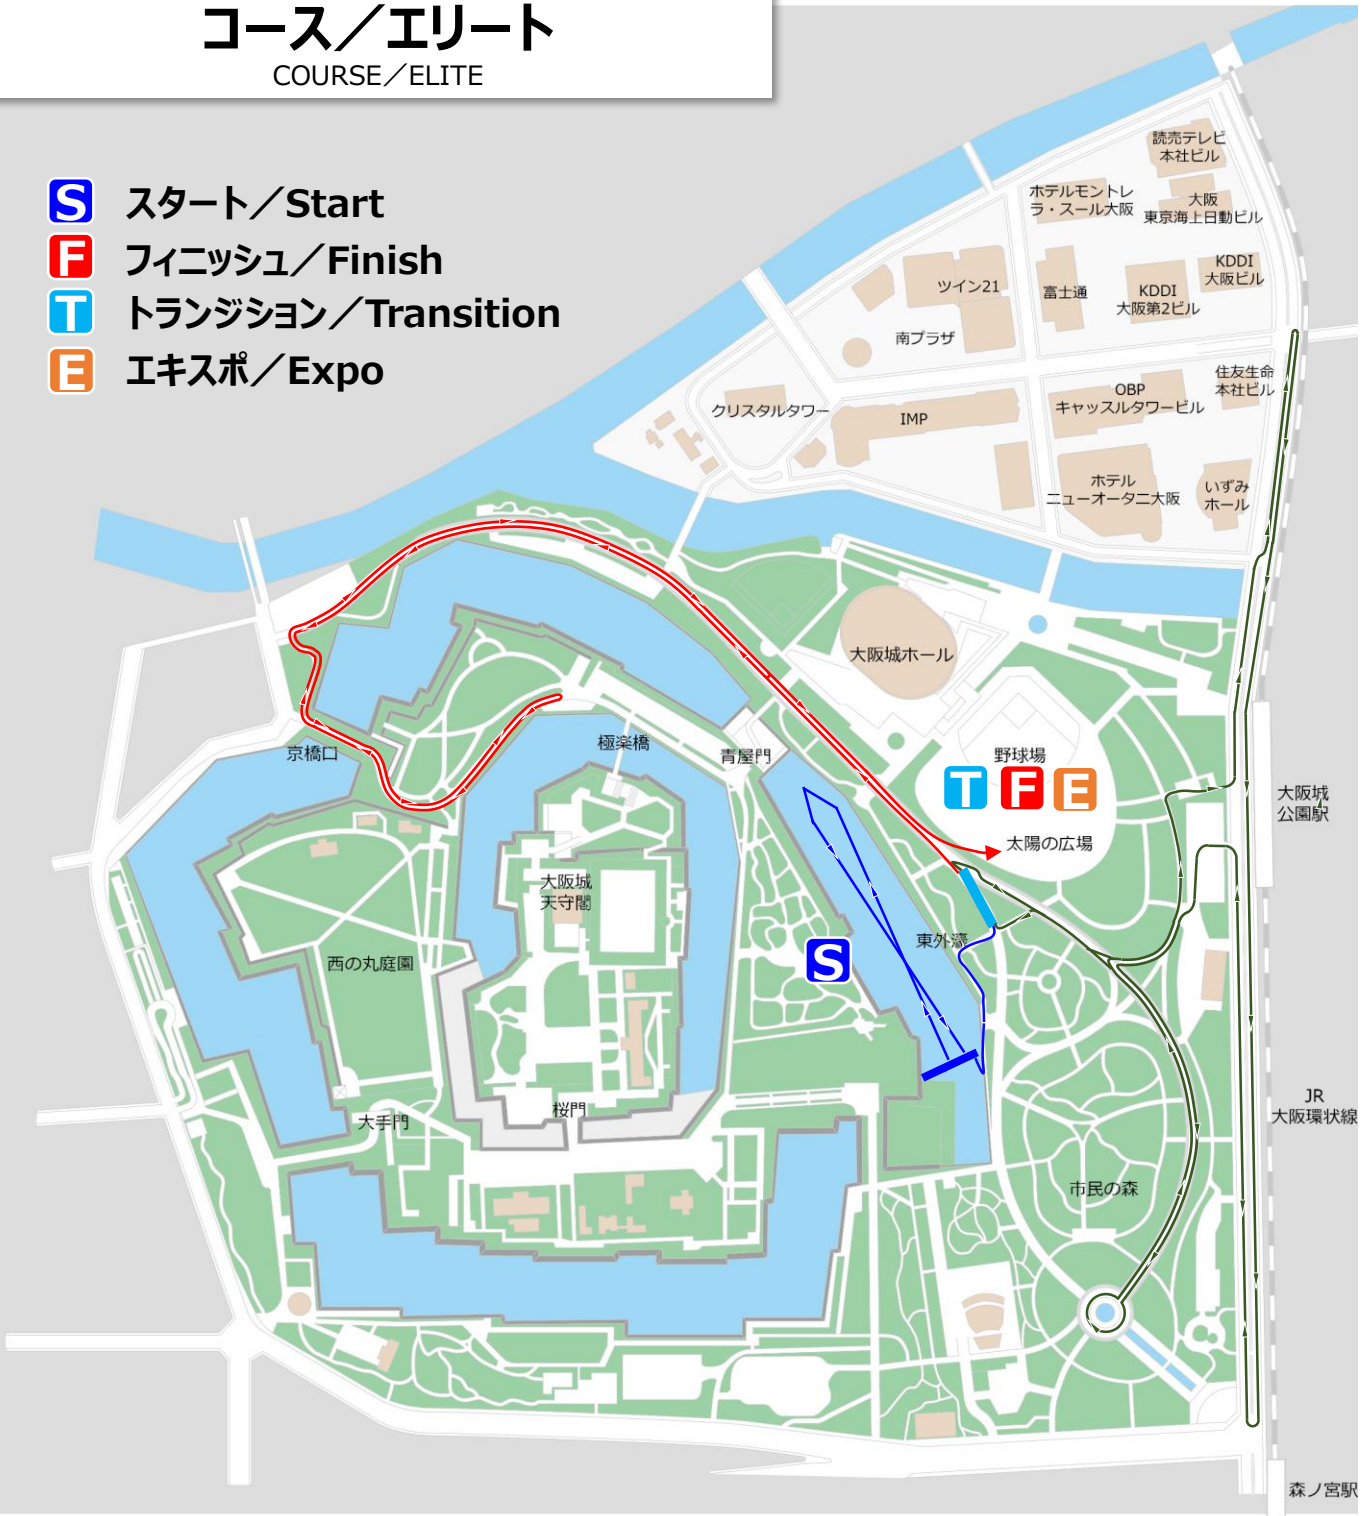 コース／エリート
COURSE／ELITE
S スタート／Start
F フィニッシュ／Finish
T トランジション／Transition
E エキスポ／Expo
読売テレビ
本社ビル
ホテルモントレ
ラ・スール大阪
大阪
東京海上日動ビル
KDDI
大阪ビル
ツイン21
富士通
KDDI
大阪第2ビル
南プラザ
住友生命
本社ビル
OBP
キャッスルタワービル
クリスタルタワー
IMP
ホテル
ニューオータニ大阪
いずみ
ホール
大阪城ホール
京橋口
極楽橋
青屋門
野球場
T F E
大阪城
公園駅
太陽の広場
大阪城
天守閣
東外濠
S
西の丸庭園
桜門
大手門
JR
大阪環状線
市民の森
森ノ宮駅